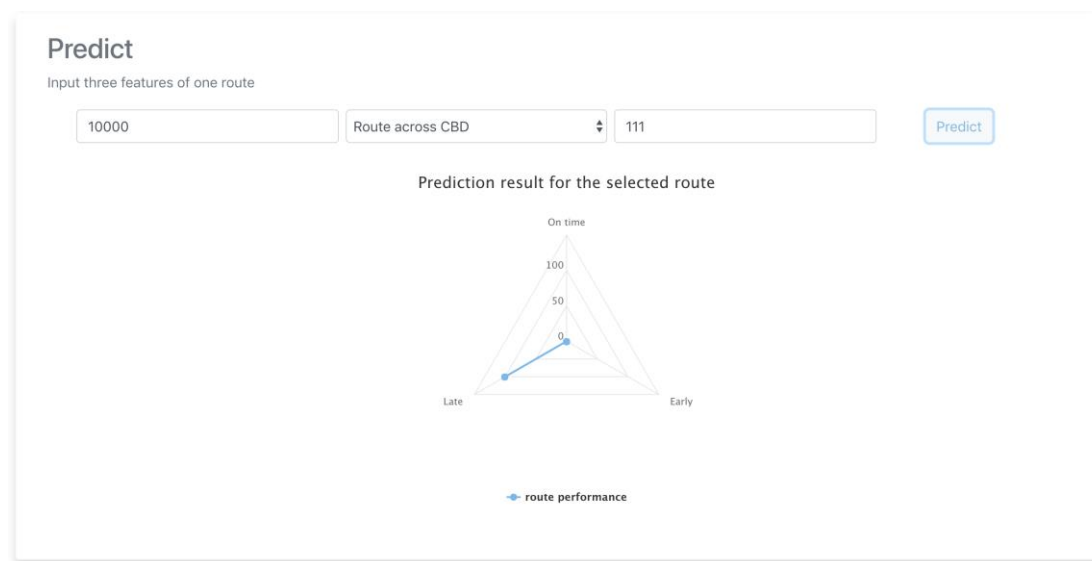 Predict
Input three features of one route
10000 Route across CBD 111 Predict
Prediction result for the selected route
On time
100
50
0
Late Early
route performance